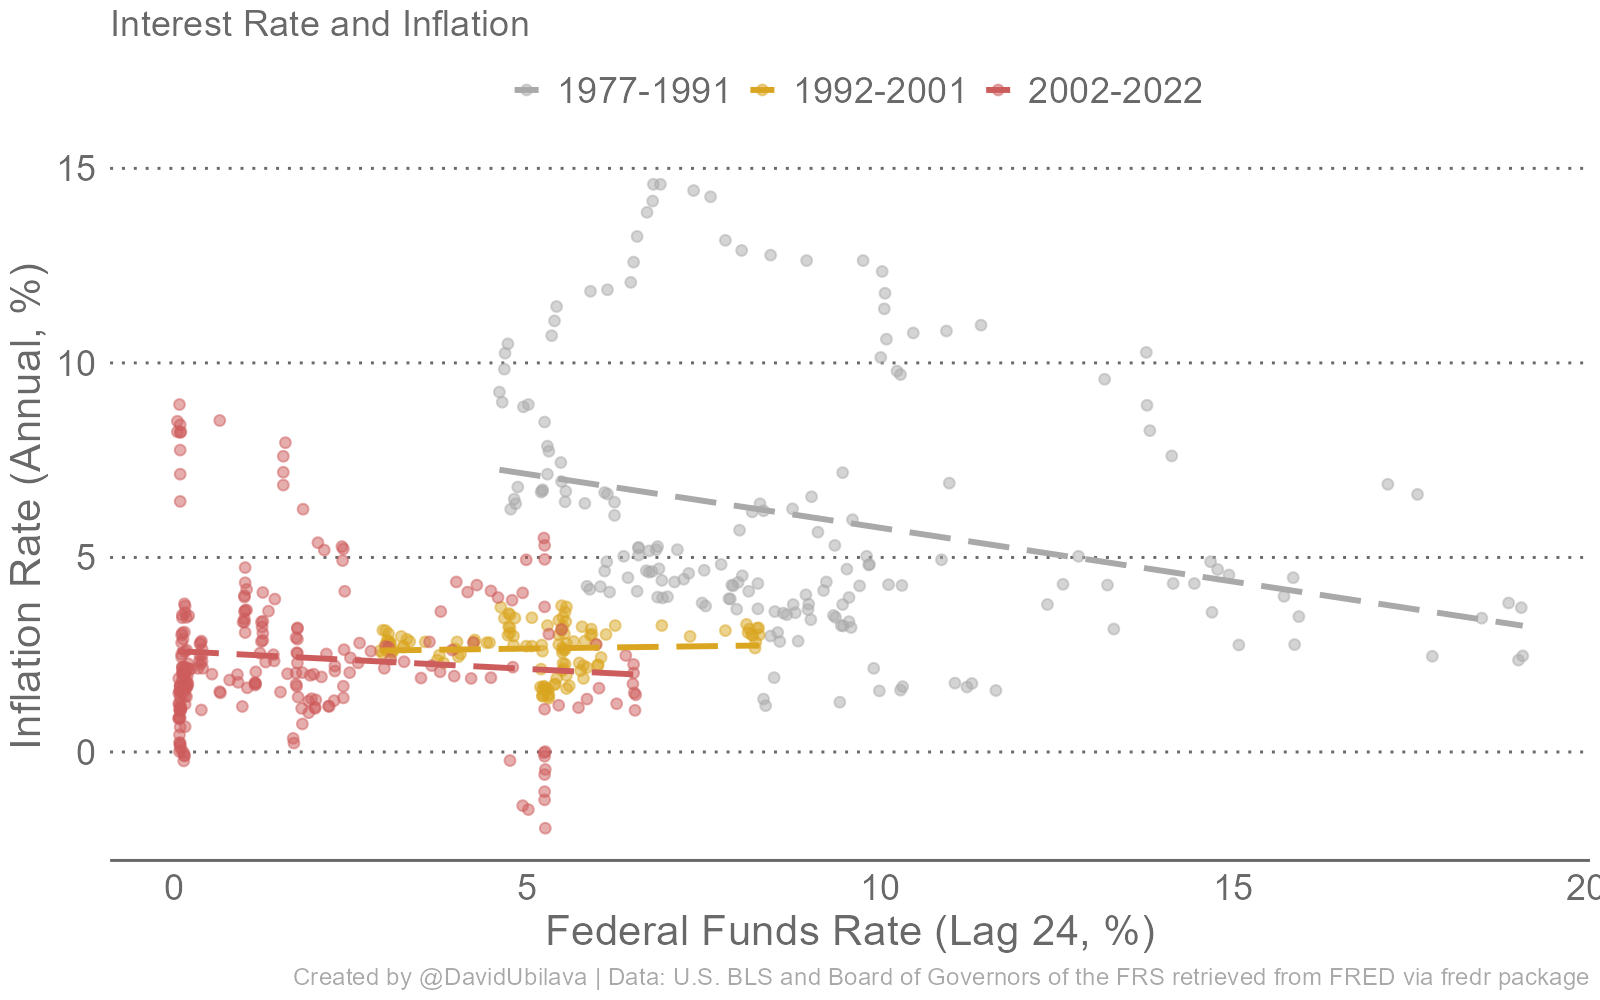 Interest Rate and Inflation
1977-1991 1992-2001 2002-2022
15
10
5
0
Inflation Rate (Annual, %)
0 5 10 15 20
Federal Funds Rate (Lag 24, %)
Created by @DavidUbilava | Data: U.S. BLS and Board of Governors of the FRS retrieved from FRED via fredr package